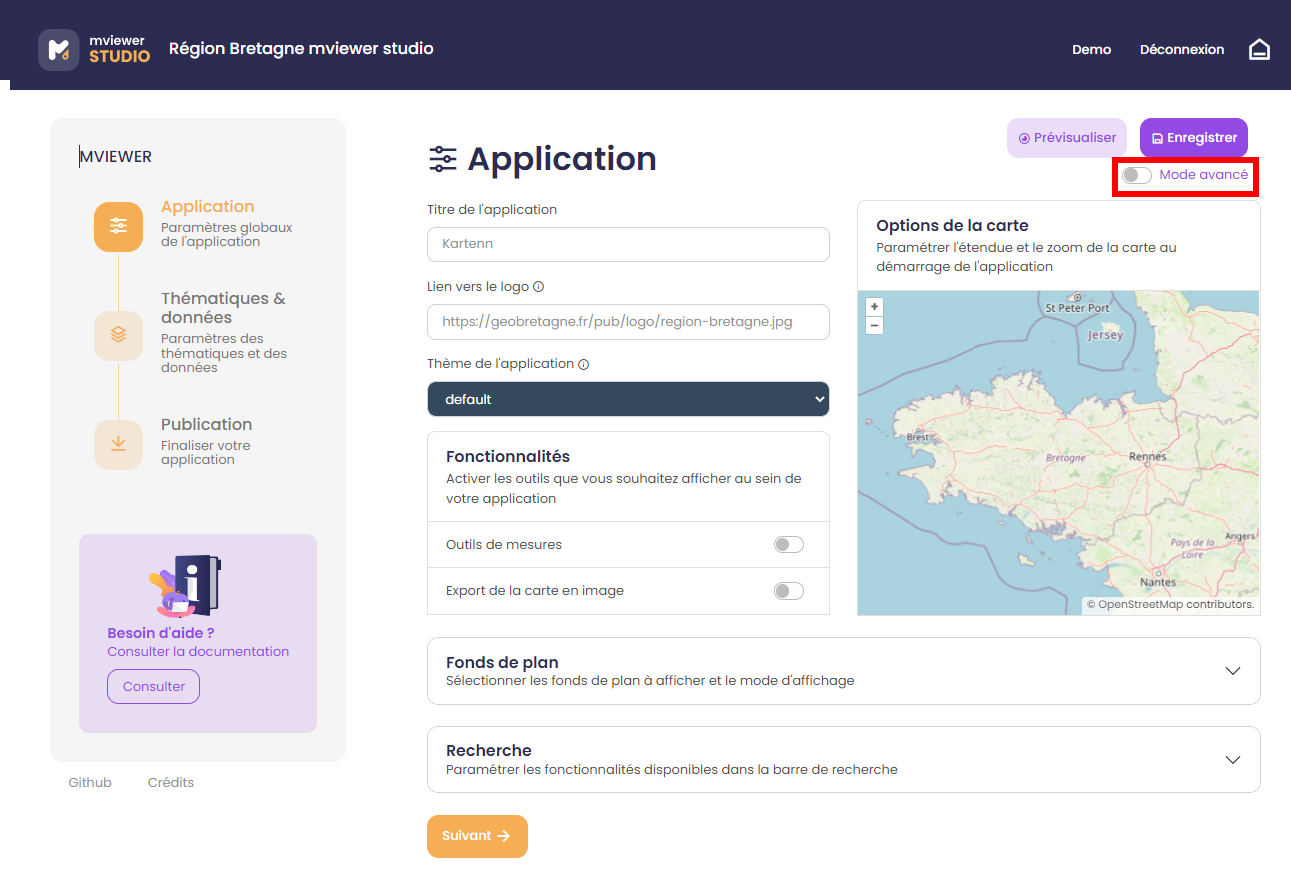 mviewer
STUDIO
Région Bretagne mviewer studio
Demo
Déconnexion
MVIEWER
Application
Paramètres globaux
de l'application
Thématiques &
données
Paramètres des
thématiques et des
données
Publication
Finaliser votre
application
Besoin d'aide ?
Consulter la documentation
Consulter
Github
Crédits
Application
Prévisualiser
Enregistrer
Mode avancé
Titre de l'application
Kartenn
Lien vers le logo
https://geobretagne.fr/pub/logo/region-bretagne.jpg
Thème de l'application
default
Fonctionnalités
Activer les outils que vous souhaitez afficher au sein de
votre application
Outils de mesures
Export de la carte en image
Options de la carte
Paramétrer l'étendue et le zoom de la carte au
démarrage de l'application
+
−
St Peter Port
Jersey
Brest
Bretagne
Rennes
Pays de la
Loire
Angers
Nantes
© OpenStreetMap contributors.
Fonds de plan
Sélectionner les fonds de plan à afficher et le mode d'affichage
Recherche
Paramétrer les fonctionnalités disponibles dans la barre de recherche
Suivant →